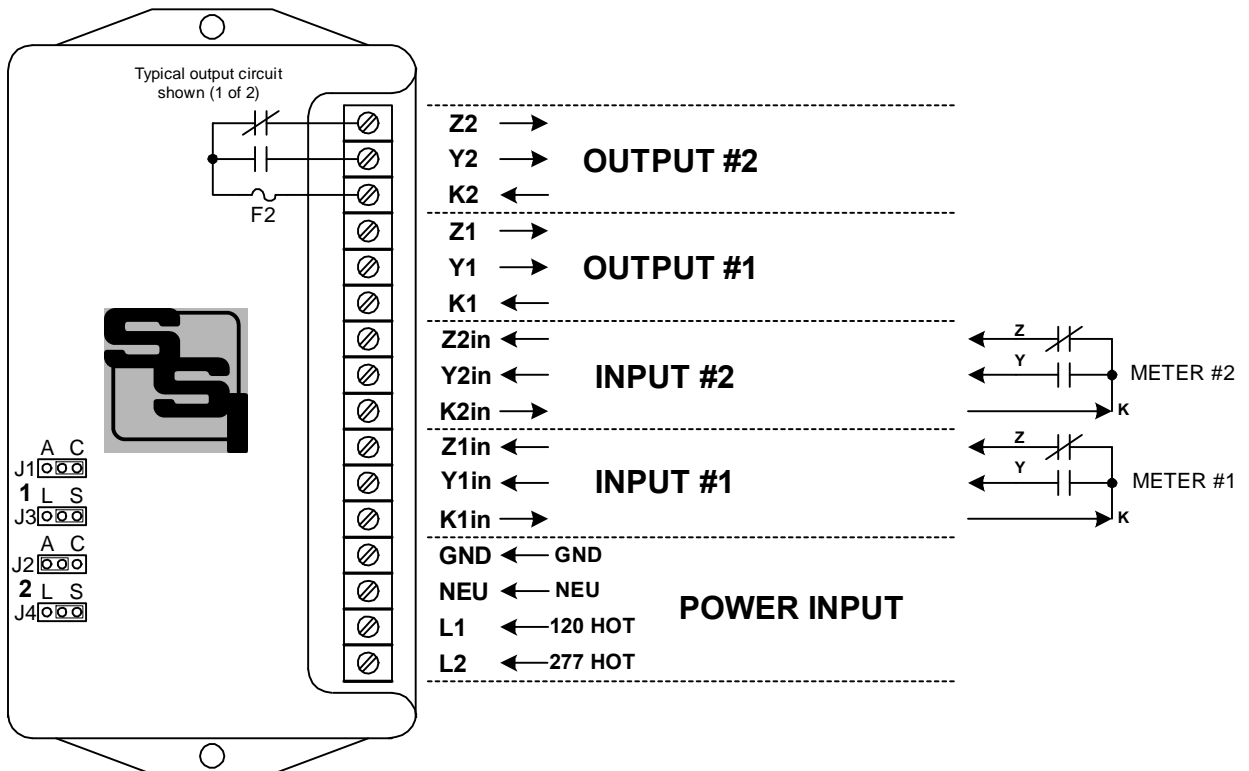 Typical output circuit
shown (1 of 2)
F2
Z2
Y2
K2
OUTPUT #2
Z1
Y1
K1
OUTPUT #1
Z2in
Y2in
K2in
INPUT #2
Z
Y
K
METER #2
Z1in
Y1in
K1in
INPUT #1
Z
Y
K
METER #1
GND
GND
NEU
NEU
L1
120 HOT
L2
277 HOT
POWER INPUT
SSI
A C
J1
1 L S
J3
A C
J2
2 L S
J4